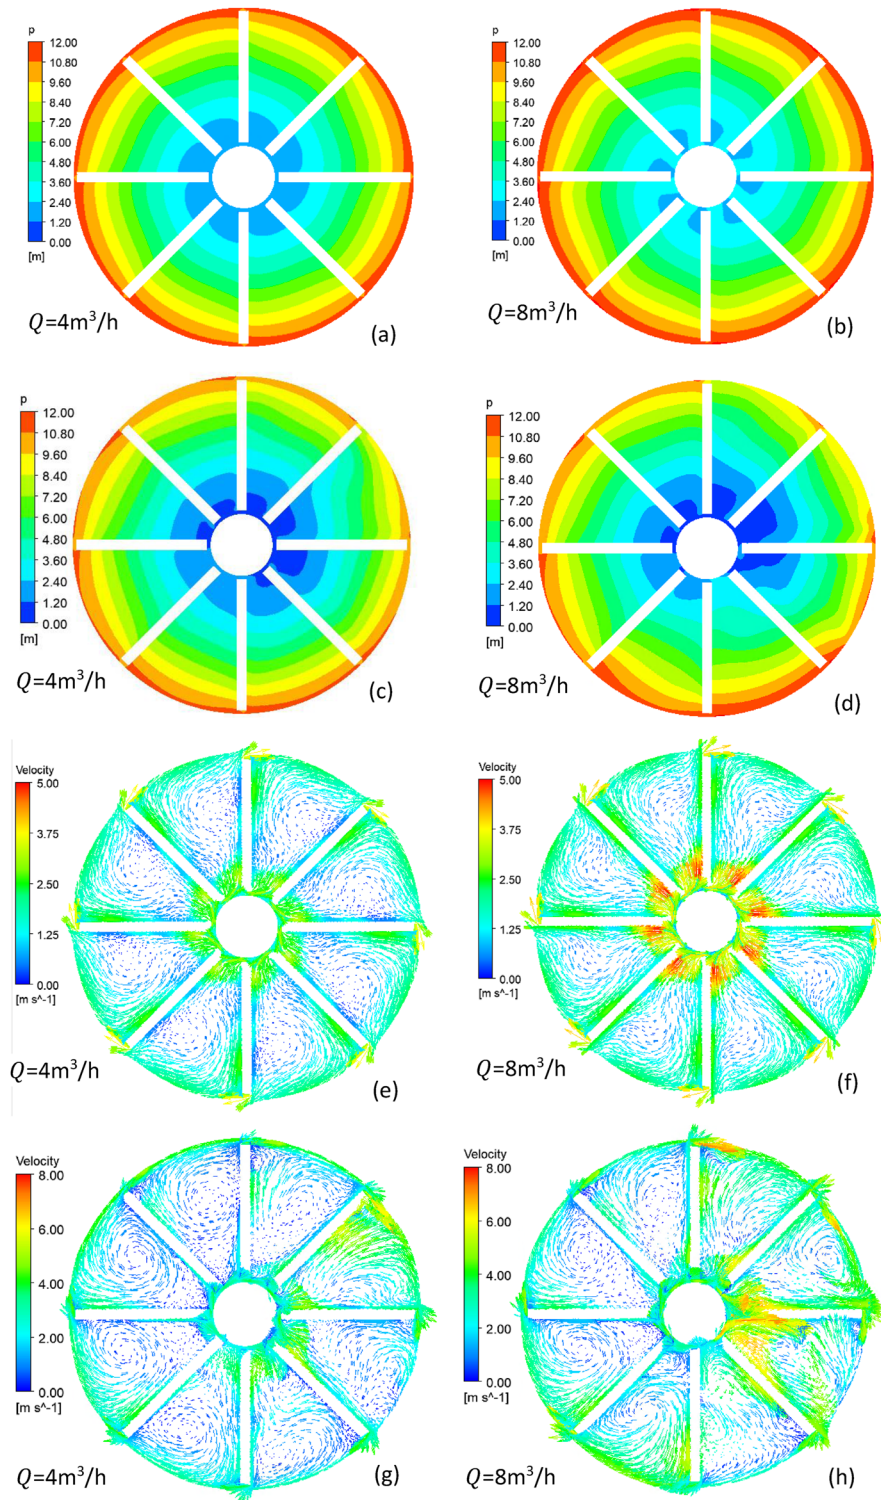 p
12.00
10.80
9.60
8.40
7.20
6.00
4.80
3.60
2.40
1.20
0.00
[m]
Q=4m³/h
(a)
p
12.00
10.80
9.60
8.40
7.20
6.00
4.80
3.60
2.40
1.20
0.00
[m]
Q=8m³/h
(b)
p
12.00
10.80
9.60
8.40
7.20
6.00
4.80
3.60
2.40
1.20
0.00
[m]
Q=4m³/h
(c)
p
12.00
10.80
9.60
8.40
7.20
6.00
4.80
3.60
2.40
1.20
0.00
[m]
Q=8m³/h
(d)
Velocity
5.00
3.75
2.50
1.25
0.00
[m s^-1]
Q=4m³/h
(e)
Velocity
5.00
3.75
2.50
1.25
0.00
[m s^-1]
Q=8m³/h
(f)
Velocity
8.00
6.00
4.00
2.00
0.00
[m s^-1]
Q=4m³/h
(g)
Velocity
8.00
6.00
4.00
2.00
0.00
[m s^-1]
Q=8m³/h
(h)